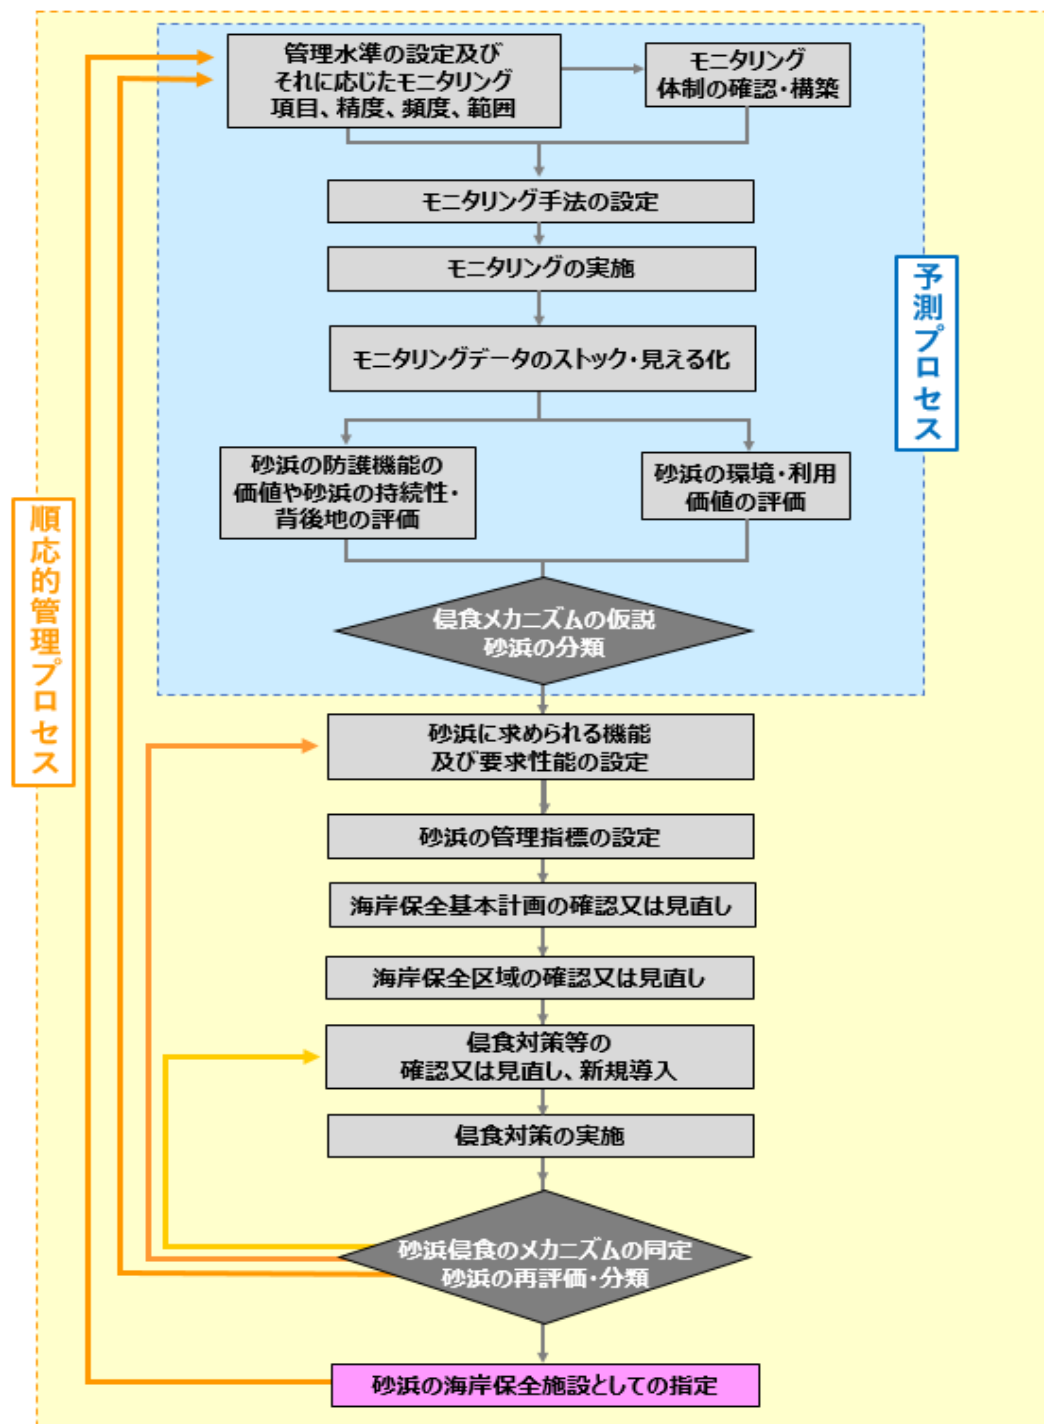 管理水準の設定及び
それに応じたモニタリング
項目、精度、頻度、範囲
モニタリング
体制の確認・構築
モニタリング手法の設定
モニタリングの実施
モニタリングデータのストック・見える化
砂浜の防護機能の
価値や砂浜の持続性・
背後地の評価
砂浜の環境・利用
価値の評価
侵食メカニズムの仮説
砂浜の分類
予測プロセス
順応的管理プロセス
砂浜に求められる機能
及び要求性能の設定
砂浜の管理指標の設定
海岸保全基本計画の確認又は見直し
海岸保全区域の確認又は見直し
侵食対策等の
確認又は見直し、新規導入
侵食対策の実施
砂浜侵食のメカニズムの同定
砂浜の再評価・分類
砂浜の海岸保全施設としての指定